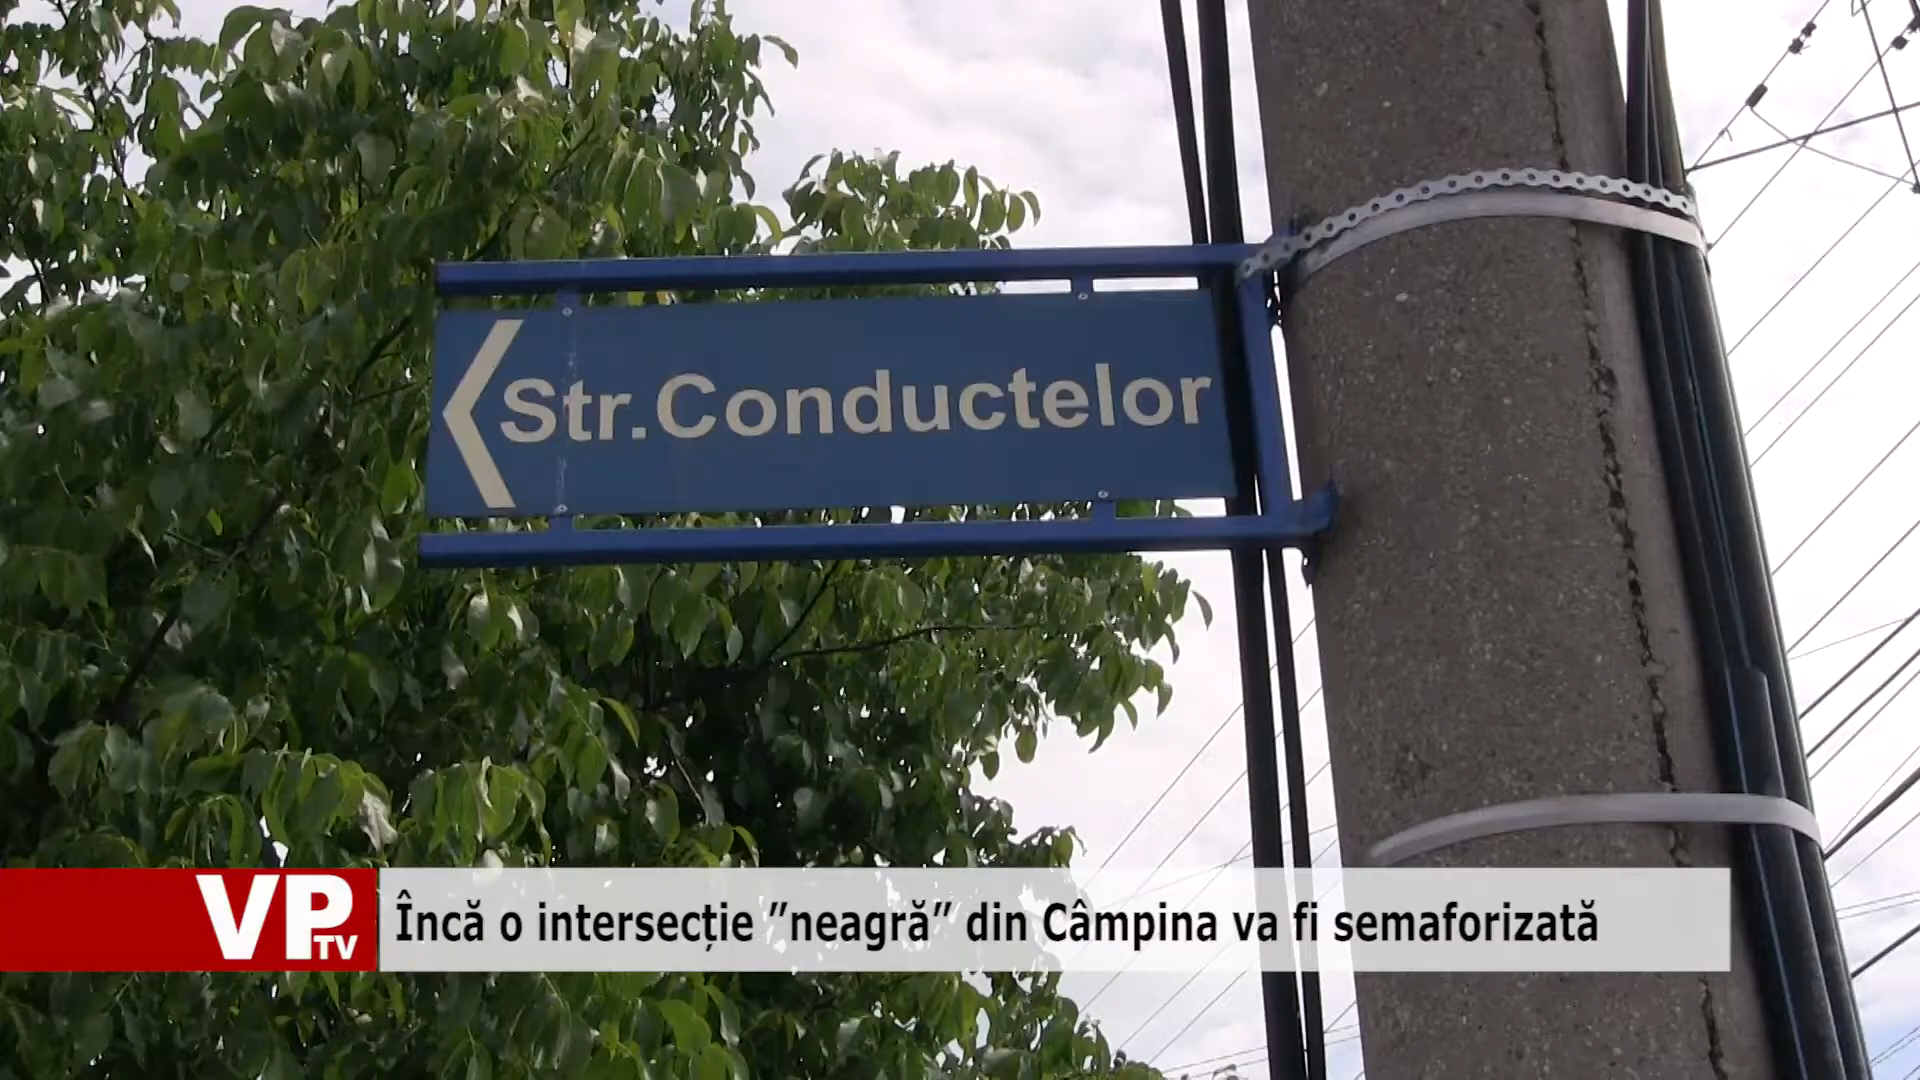 Str.Conductelor
VP TV
Încă o intersecție ”neagră” din Câmpina va fi semaforizată